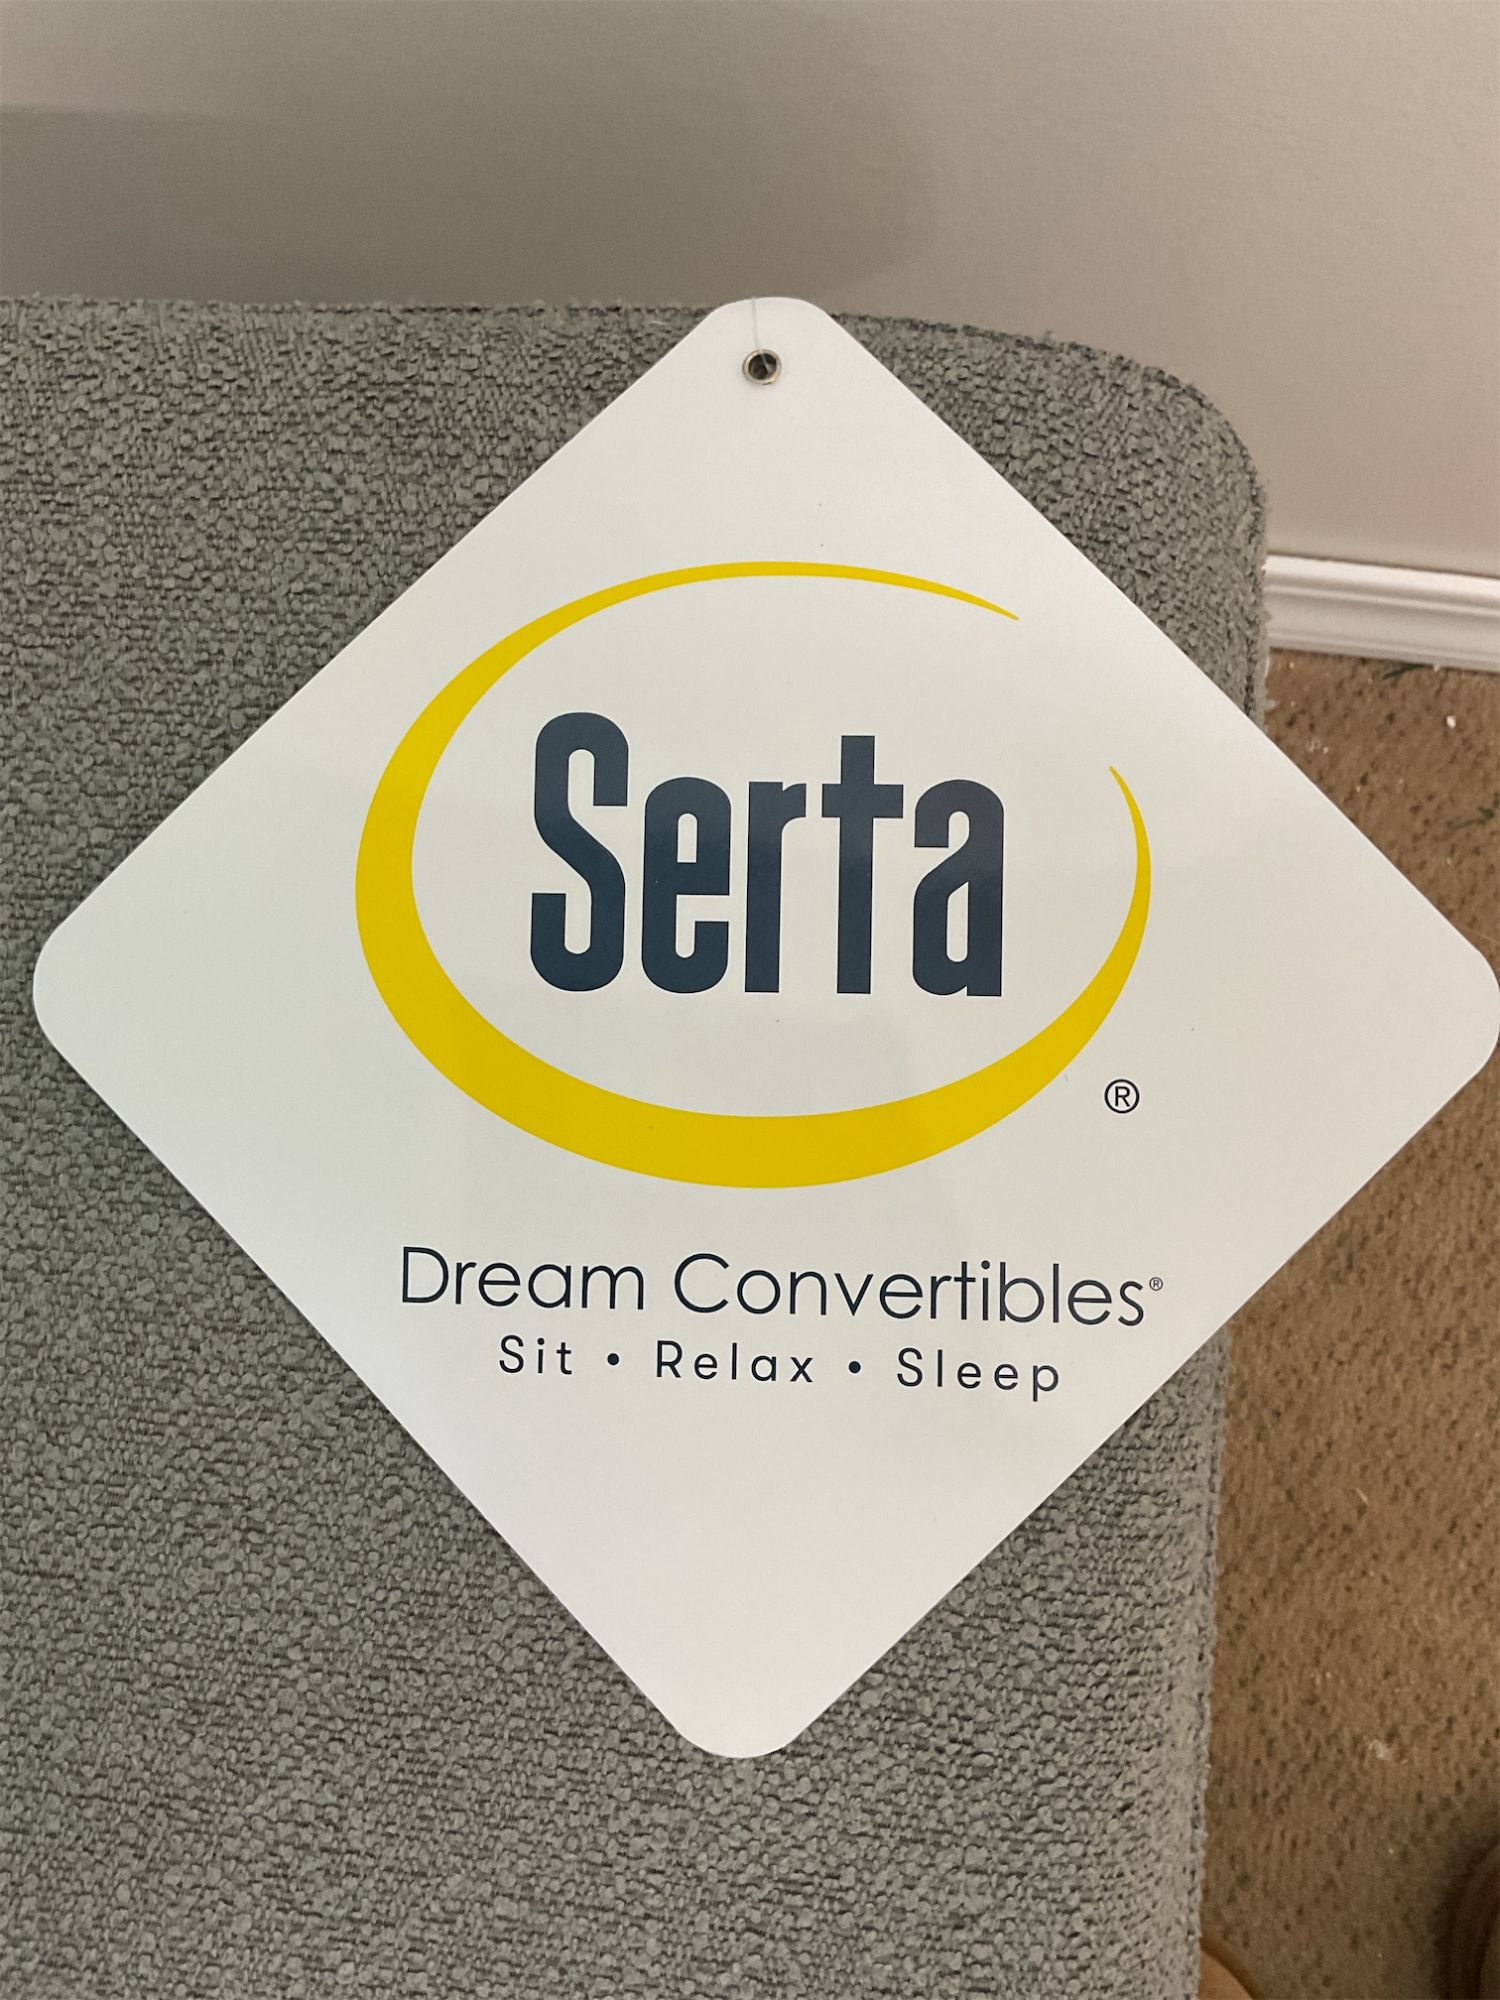 Serta ®
Dream Convertibles®
Sit • Relax • Sleep